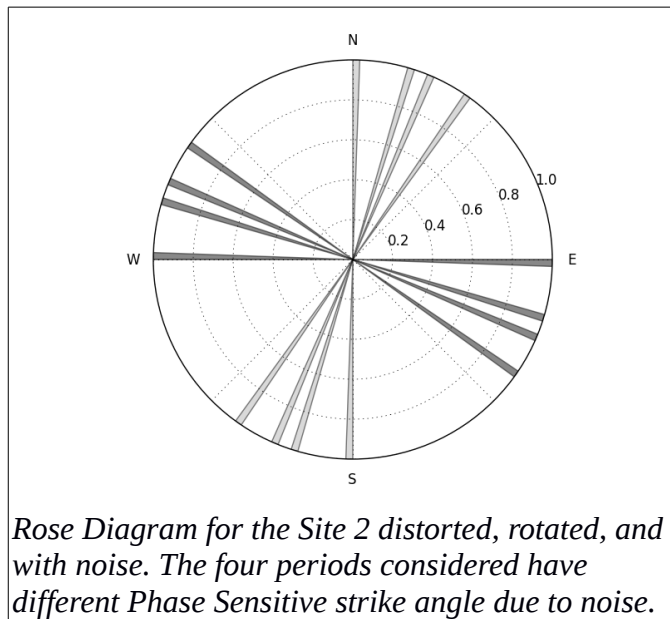 N
1.0
0.8
0.6
0.4
0.2
W
E
S
Rose Diagram for the Site 2 distorted, rotated, and
with noise. The four periods considered have
different Phase Sensitive strike angle due to noise.